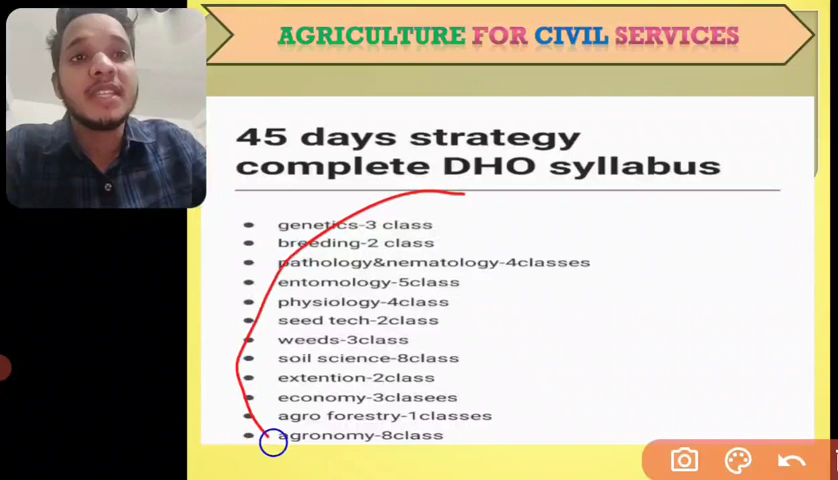 AGRICULTURE FOR CIVIL SERVICES
45 days strategy
complete DHO syllabus
genetics-3 class
breeding-2 class
pathology&nematology-4classes
entomology-5class
physiology-4class
seed tech-2class
weeds-3class
soil science-8class
extention-2class
economy-3clasees
agro forestry-1classes
agronomy-8class